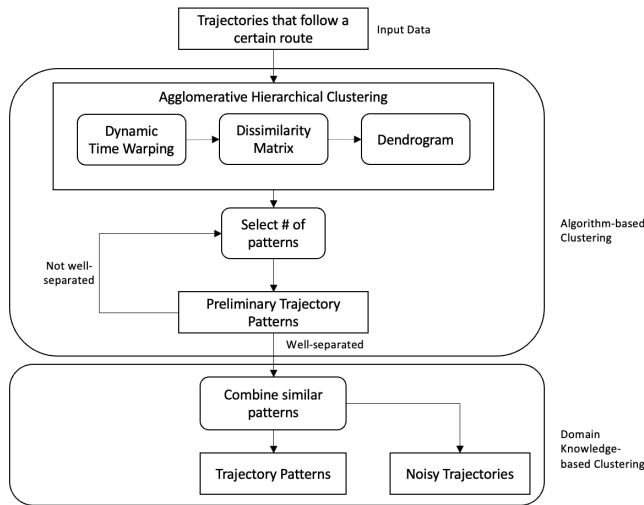 Trajectories that follow a
certain route
Input Data
Agglomerative Hierarchical Clustering
Dynamic
Time Warping
Dissimilarity
Matrix
Dendrogram
Select # of
patterns
Algorithm-based
Clustering
Not well-
separated
Preliminary Trajectory
Patterns
Well-separated
Combine similar
patterns
Domain
Knowledge-
based Clustering
Trajectory Patterns
Noisy Trajectories